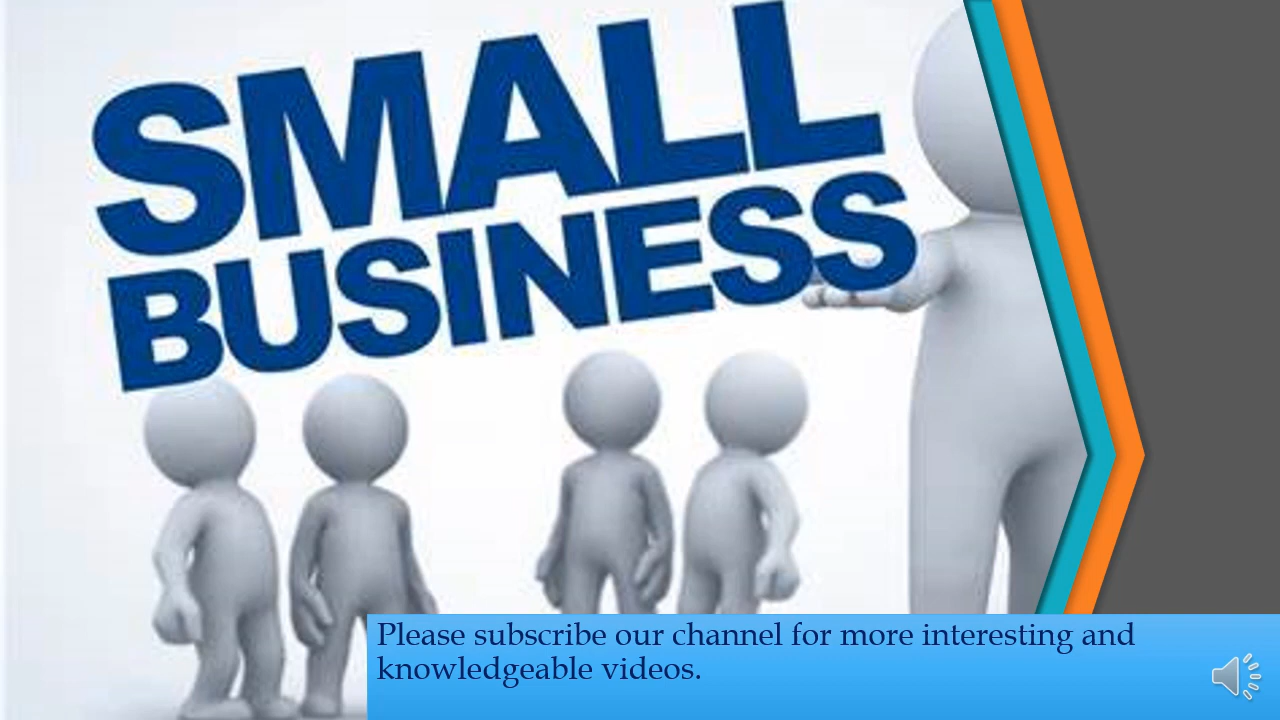 SMALL
BUSINESS
Please subscribe our channel for more interesting and
knowledgeable videos.